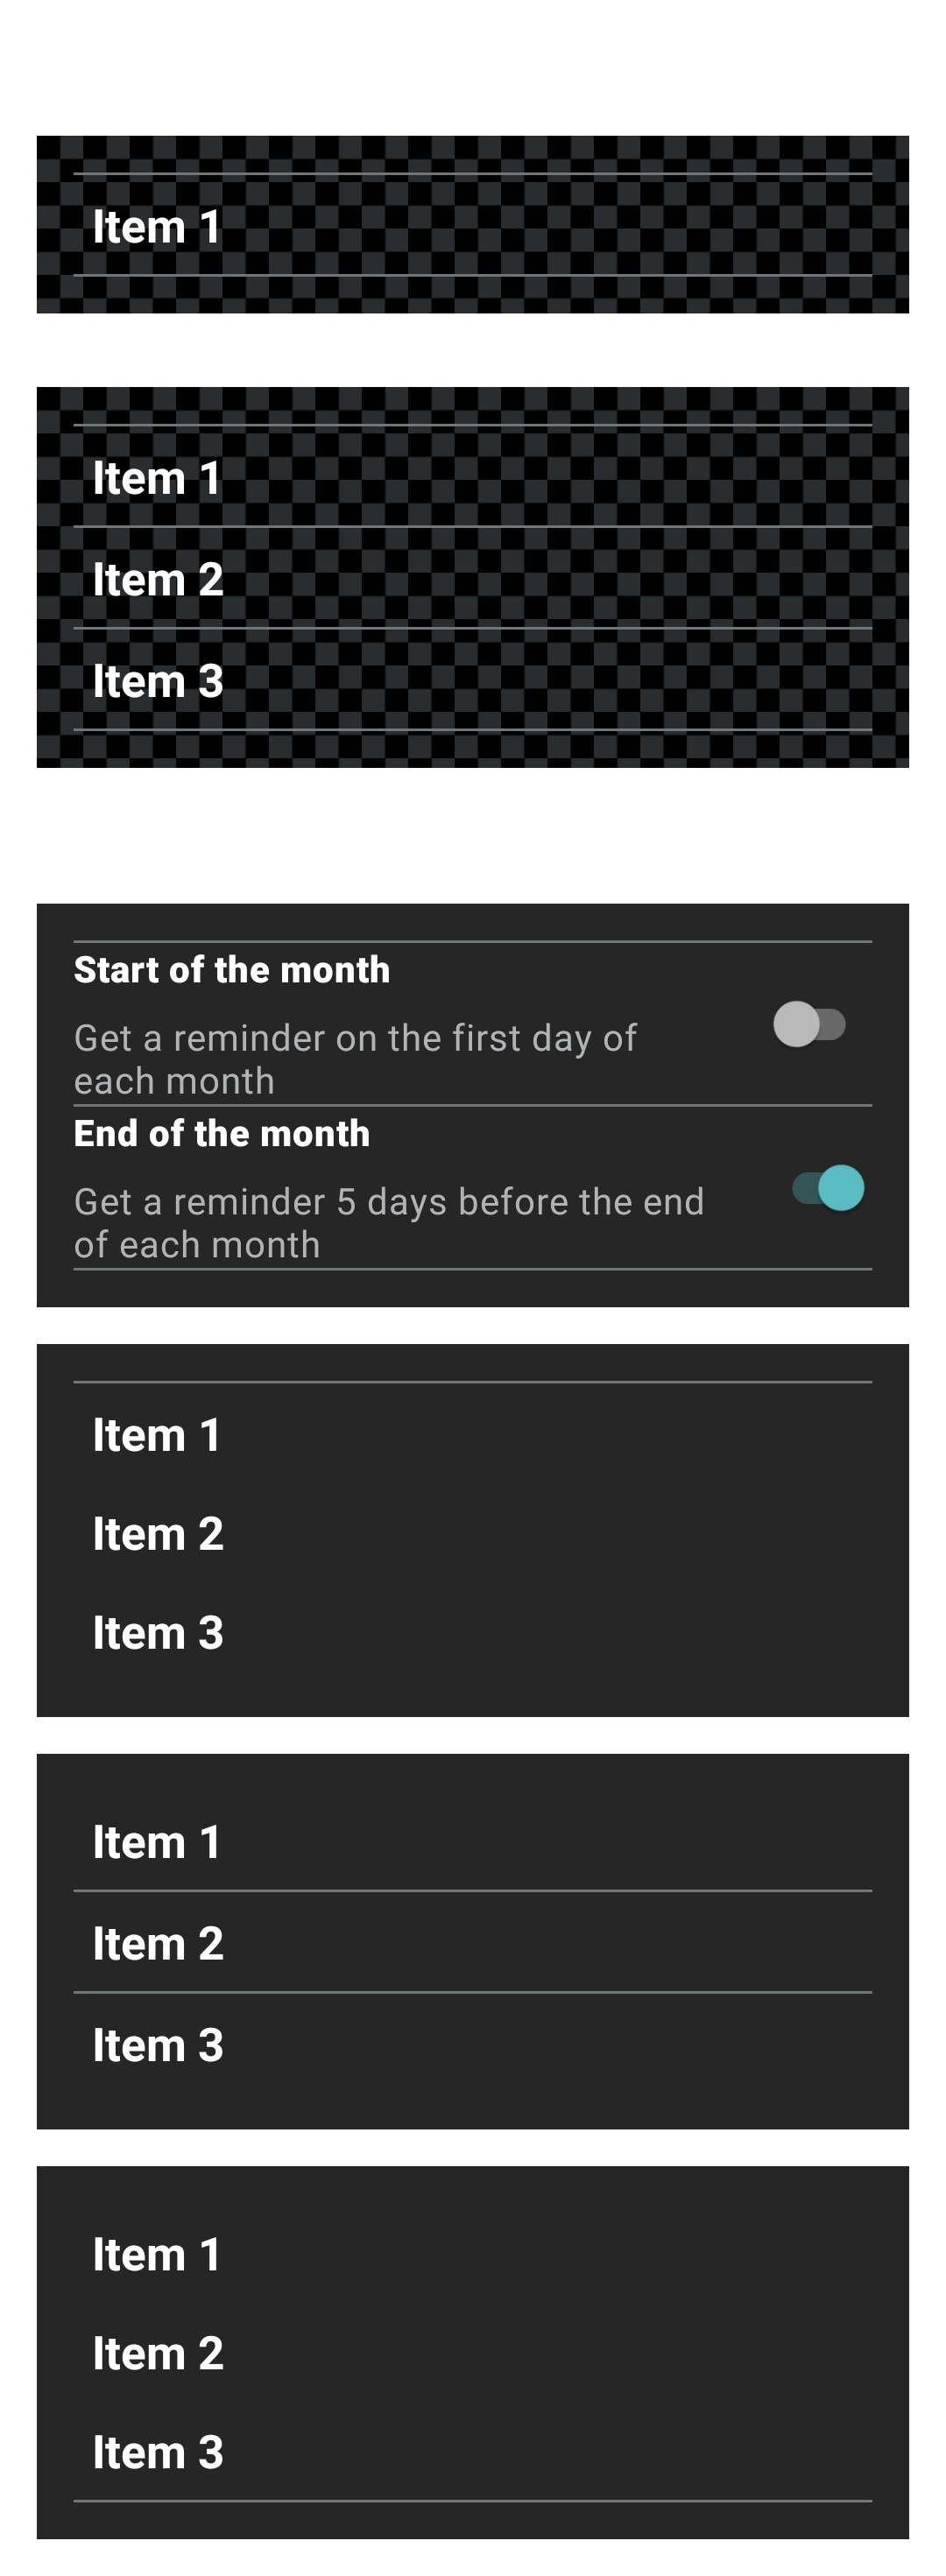 Item 1
Item 1
Item 2
Item 3
Start of the month
Get a reminder on the first day of
each month
End of the month
Get a reminder 5 days before the end
of each month
Item 1
Item 2
Item 3
Item 1
Item 2
Item 3
Item 1
Item 2
Item 3